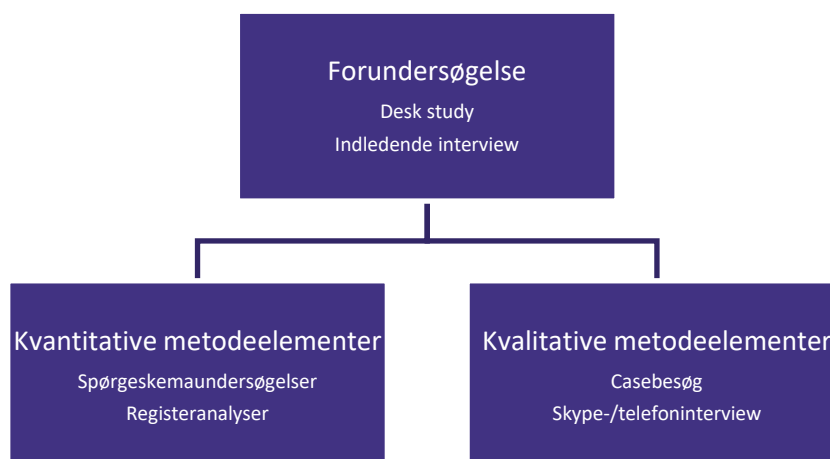 Forundersøgelse
Desk study
Indledende interview
Kvantitative metodeelementer
Spørgeskemaundersøgelser
Registeranalyser
Kvalitative metodeelementer
Casebesøg
Skype-/telefoninterview